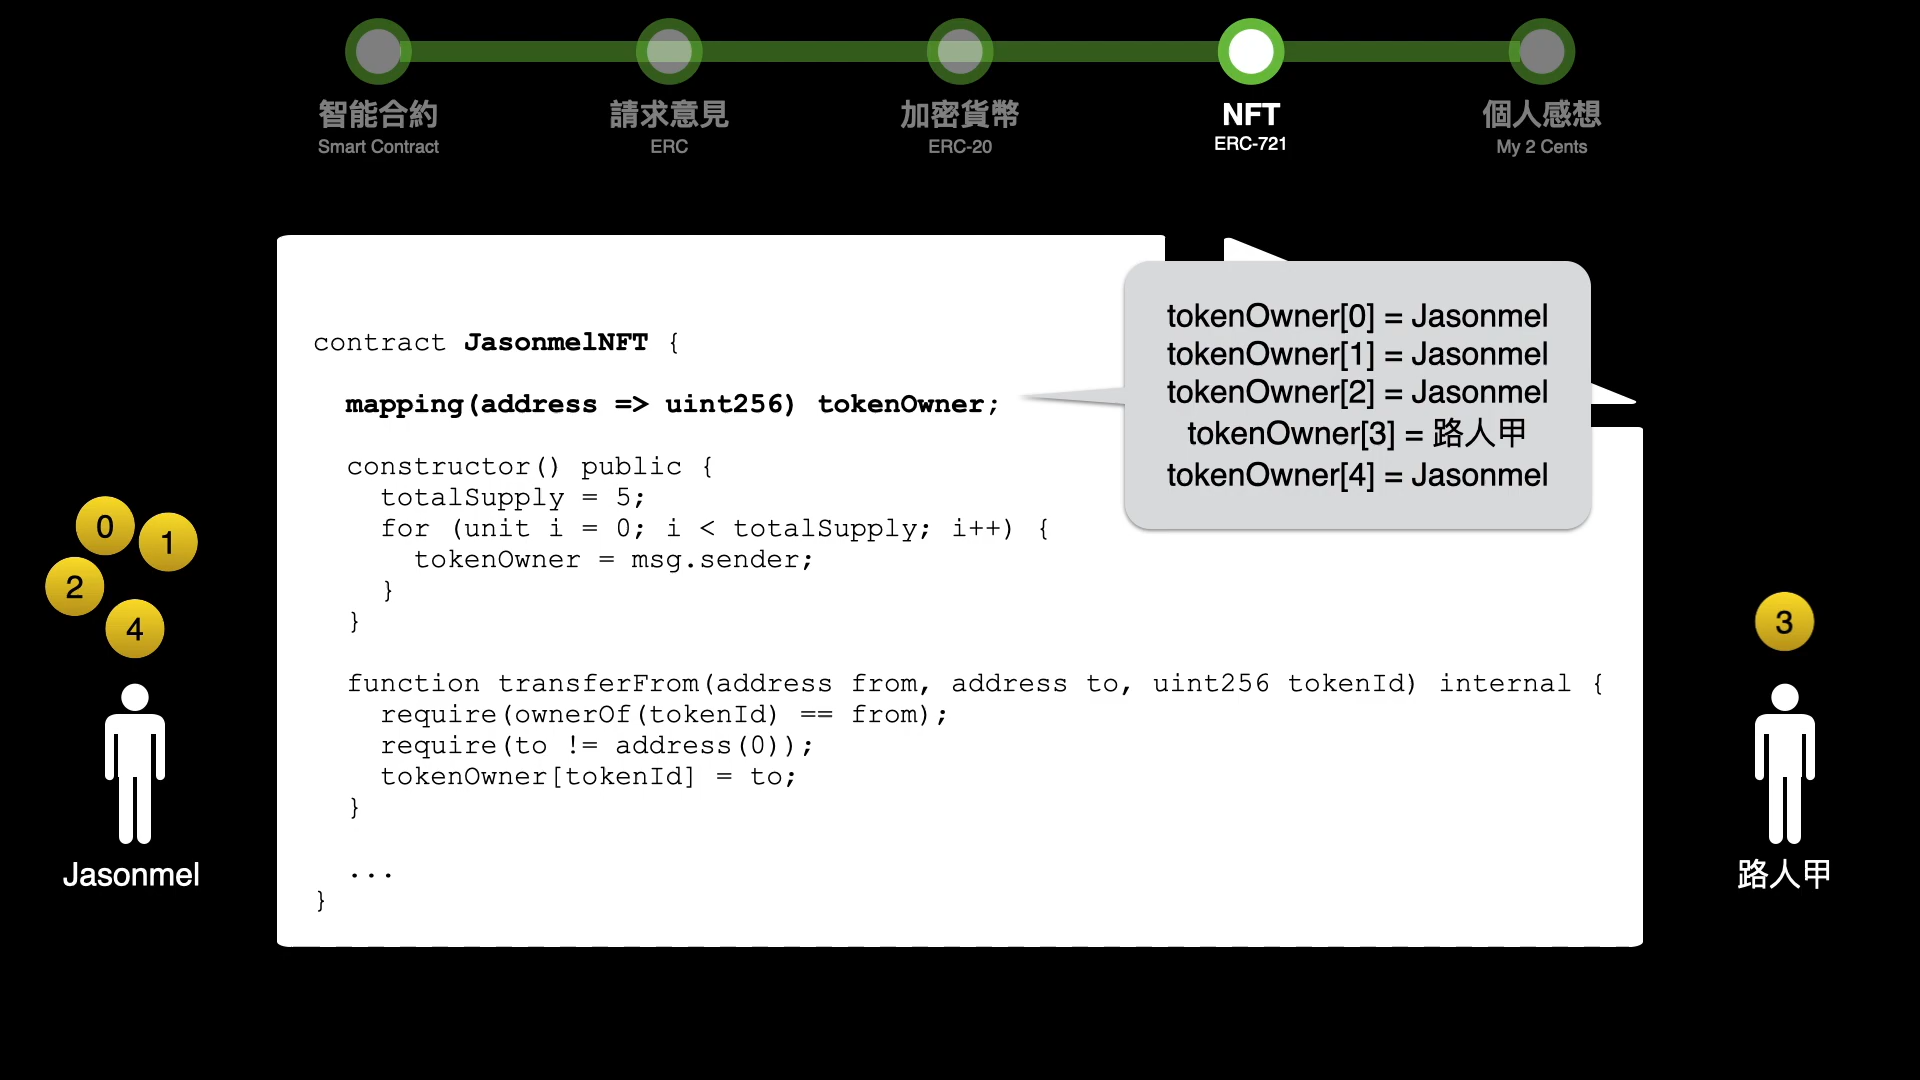 智能合約
Smart Contract
請求意見
ERC
加密貨幣
ERC-20
NFT
ERC-721
個人感想
My 2 Cents
contract JasonmelNFT {
mapping(address => uint256) tokenOwner;
constructor() public {
totalSupply = 5;
for (unit i = 0; i < totalSupply; i++) {
tokenOwner = msg.sender;
}
}
function transferFrom(address from, address to, uint256 tokenId) internal {
require(ownerOf(tokenId) == from);
require(to != address(0));
tokenOwner[tokenId] = to;
}
...
}
tokenOwner[0] = Jasonmel
tokenOwner[1] = Jasonmel
tokenOwner[2] = Jasonmel
tokenOwner[3] = 路人甲
tokenOwner[4] = Jasonmel
0
1
2
4
Jasonmel
3
路人甲